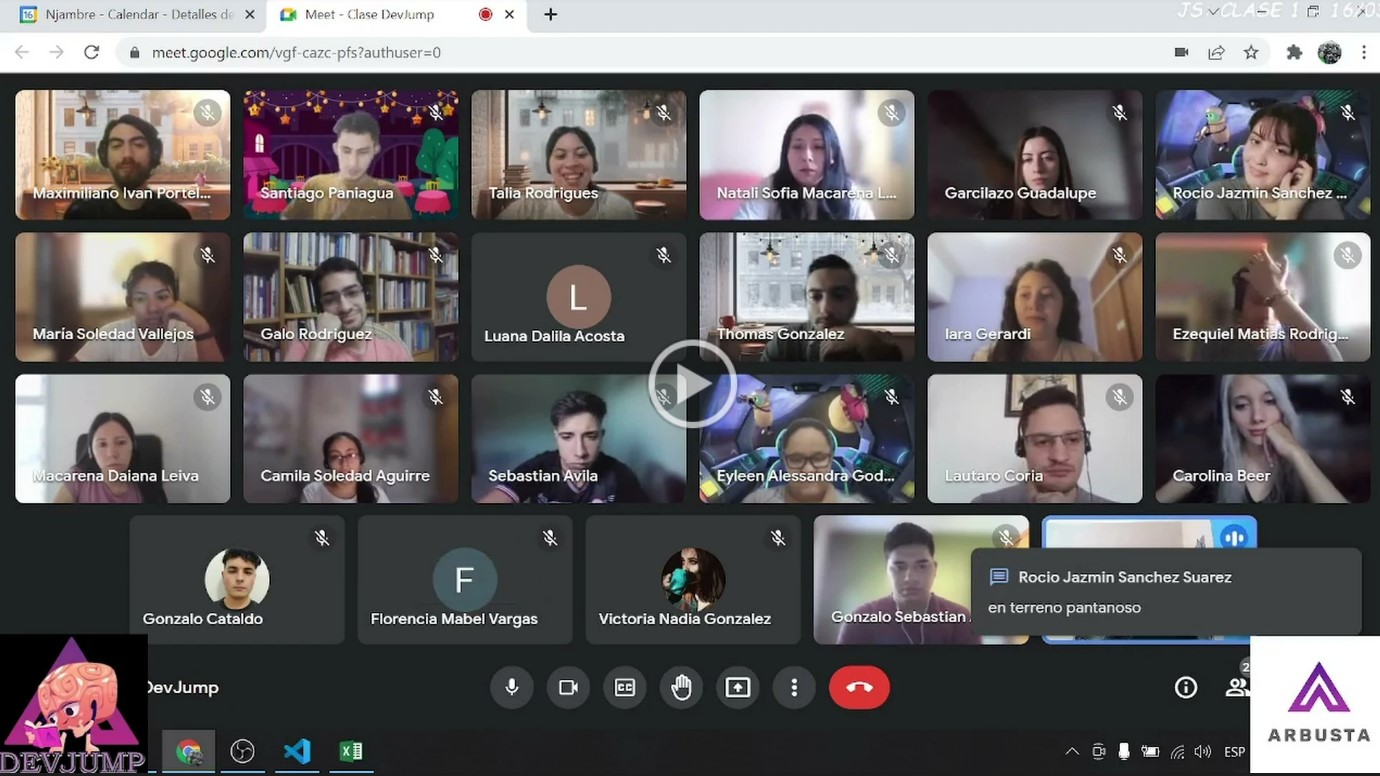 Njambre - Calendar - Detalles de
Meet - Clase DevJump
JS CLASE 1 16/03
meet.google.com/vgf-cazc-pfs?authuser=0
Maximiliano Ivan Portel...
Santiago Paniagua
Talia Rodrigues
Natali Sofia Macarena L...
Garcilazo Guadalupe
Rocio Jazmin Sanchez ...
María Soledad Vallejos
Galo Rodriguez
L
Luana Dalila Acosta
Thomas Gonzalez
Iara Gerardi
Ezequiel Matias Rodrig...
Macarena Daiana Leiva
Camila Soledad Aguirre
Sebastian Avila
Eyleen Alessandra God...
Lautaro Coria
Carolina Beer
Gonzalo Cataldo
F
Florencia Mabel Vargas
Victoria Nadia Gonzalez
Gonzalo Sebastian
Rocio Jazmin Sanchez Suarez
en terreno pantanoso
DevJump
DEVJUMP
ARBUSTA
ESP